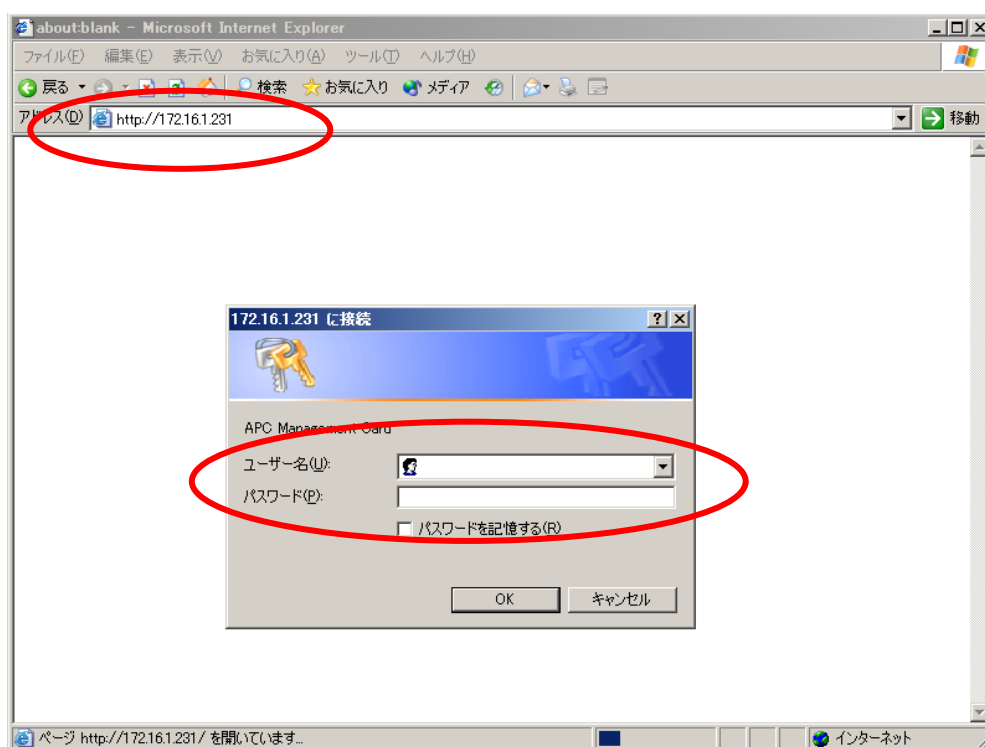 about:blank - Microsoft Internet Explorer
ファイル(F) 編集(E) 表示(V) お気に入り(A) ツール(T) ヘルプ(H)
戻る 検索 お気に入り メディア
アドレス(D) http://172.16.1.231 移動
172.16.1.231 に接続
APC Management Card
ユーザー名(U):
パスワード(P):
パスワードを記憶する(R)
OK キャンセル
ページ http://172.16.1.231/ を開いています... インターネット